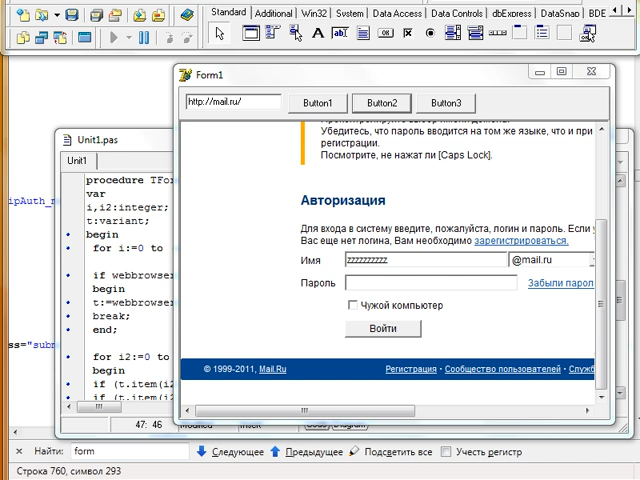 Standard Additional Win32 System Data Access Data Controls dbExpress DataSnap BDE
Form1
http://mail.ru/ Button1 Button2 Button3
Убедитесь, что пароль вводится на том же языке, что и при
регистрации.
Посмотрите, не нажат ли [Caps Lock].
Авторизация
Для входа в систему введите, пожалуйста, логин и пароль. Если
Вас еще нет логина, Вам необходимо зарегистрироваться.
Имя zzzzzzzzzz @mail.ru
Пароль Забыли парол
Чужой компьютер
Войти
© 1999-2011, Mail.Ru Регистрация · Сообщество пользователей · Служб
Unit1.pas
Unit1
procedure TFor
var
i,i2:integer;
t:variant;
begin
for i:=0 to
if webbrowser
begin
t:=webbrowser
break;
end;
for i2:=0 to
begin
if (t.item(i2
if (t.item(i2
47: 46 Modified Insert Code Diagram
ipAuth_
ss="subm
Найти: form Следующее Предыдущее Подсветить все Учесть регистр
Строка 760, символ 293